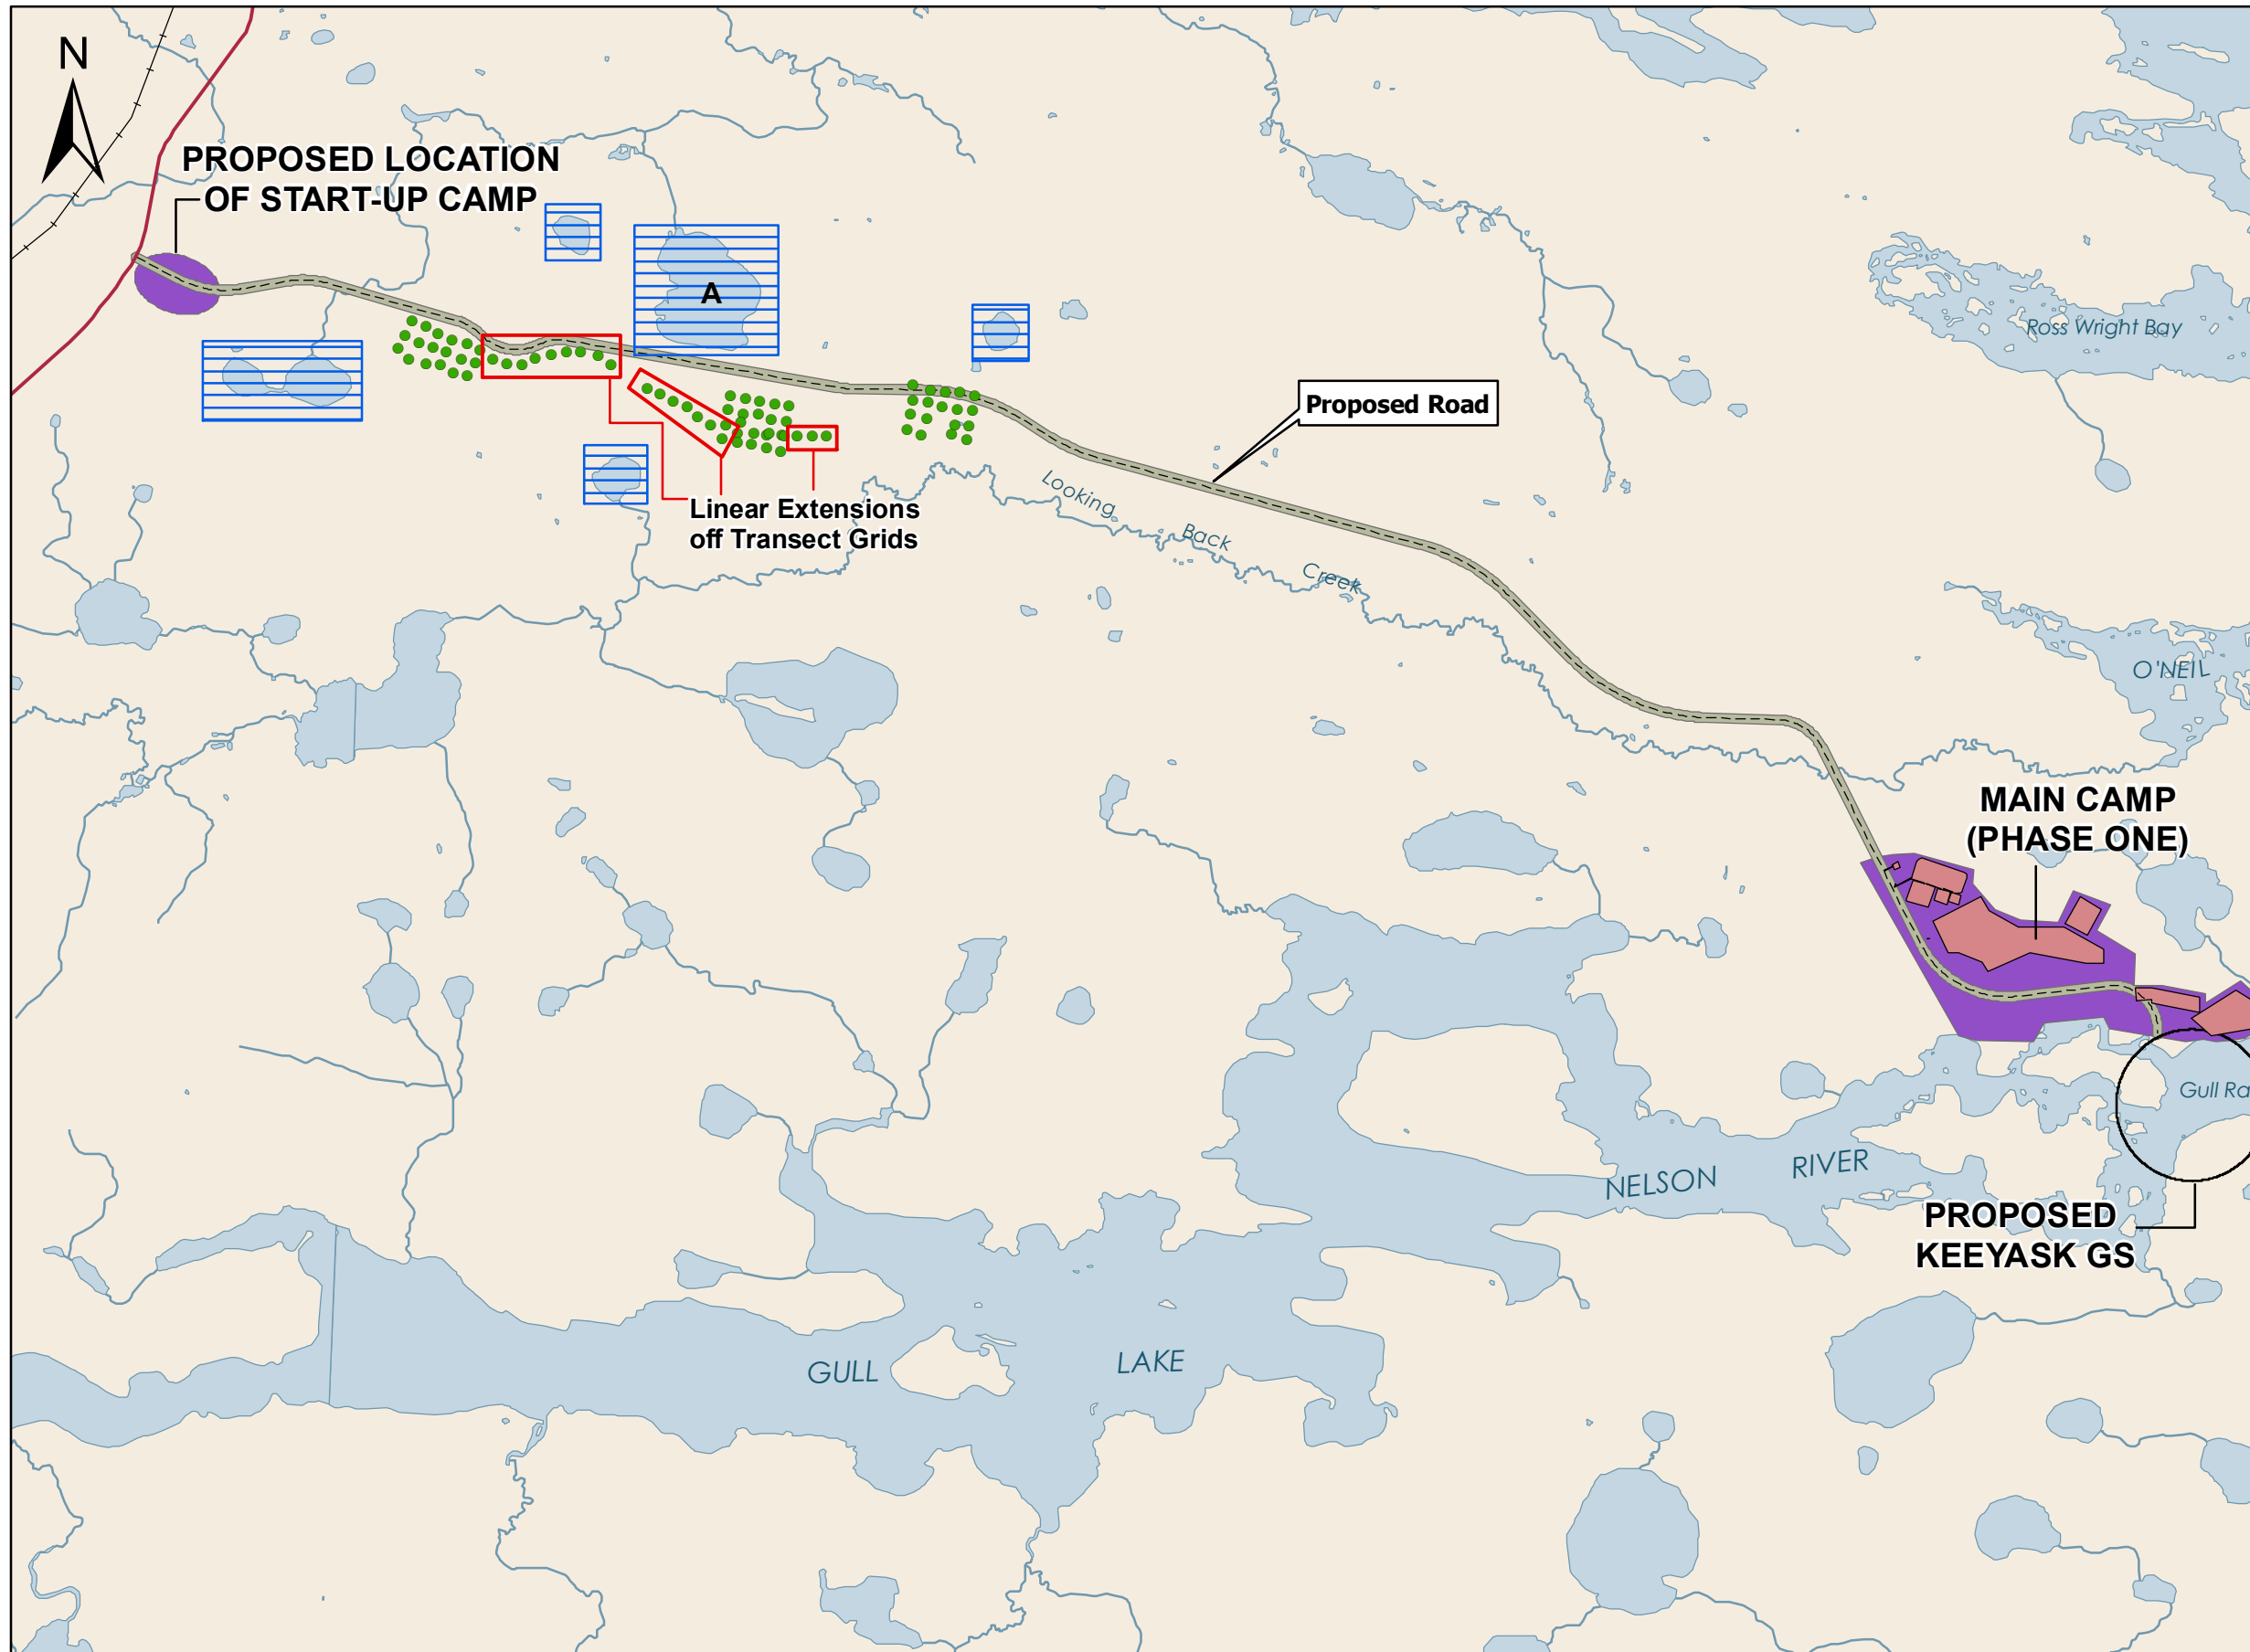 N
PROPOSED LOCATION
OF START-UP CAMP
A
Ross Wright Bay
Proposed Road
Looking
Back
Creek
Linear Extensions
off Transect Grids
O'NEIL
MAIN CAMP
(PHASE ONE)
Gull Ra
NELSON RIVER
PROPOSED
KEEYASK GS
GULL LAKE